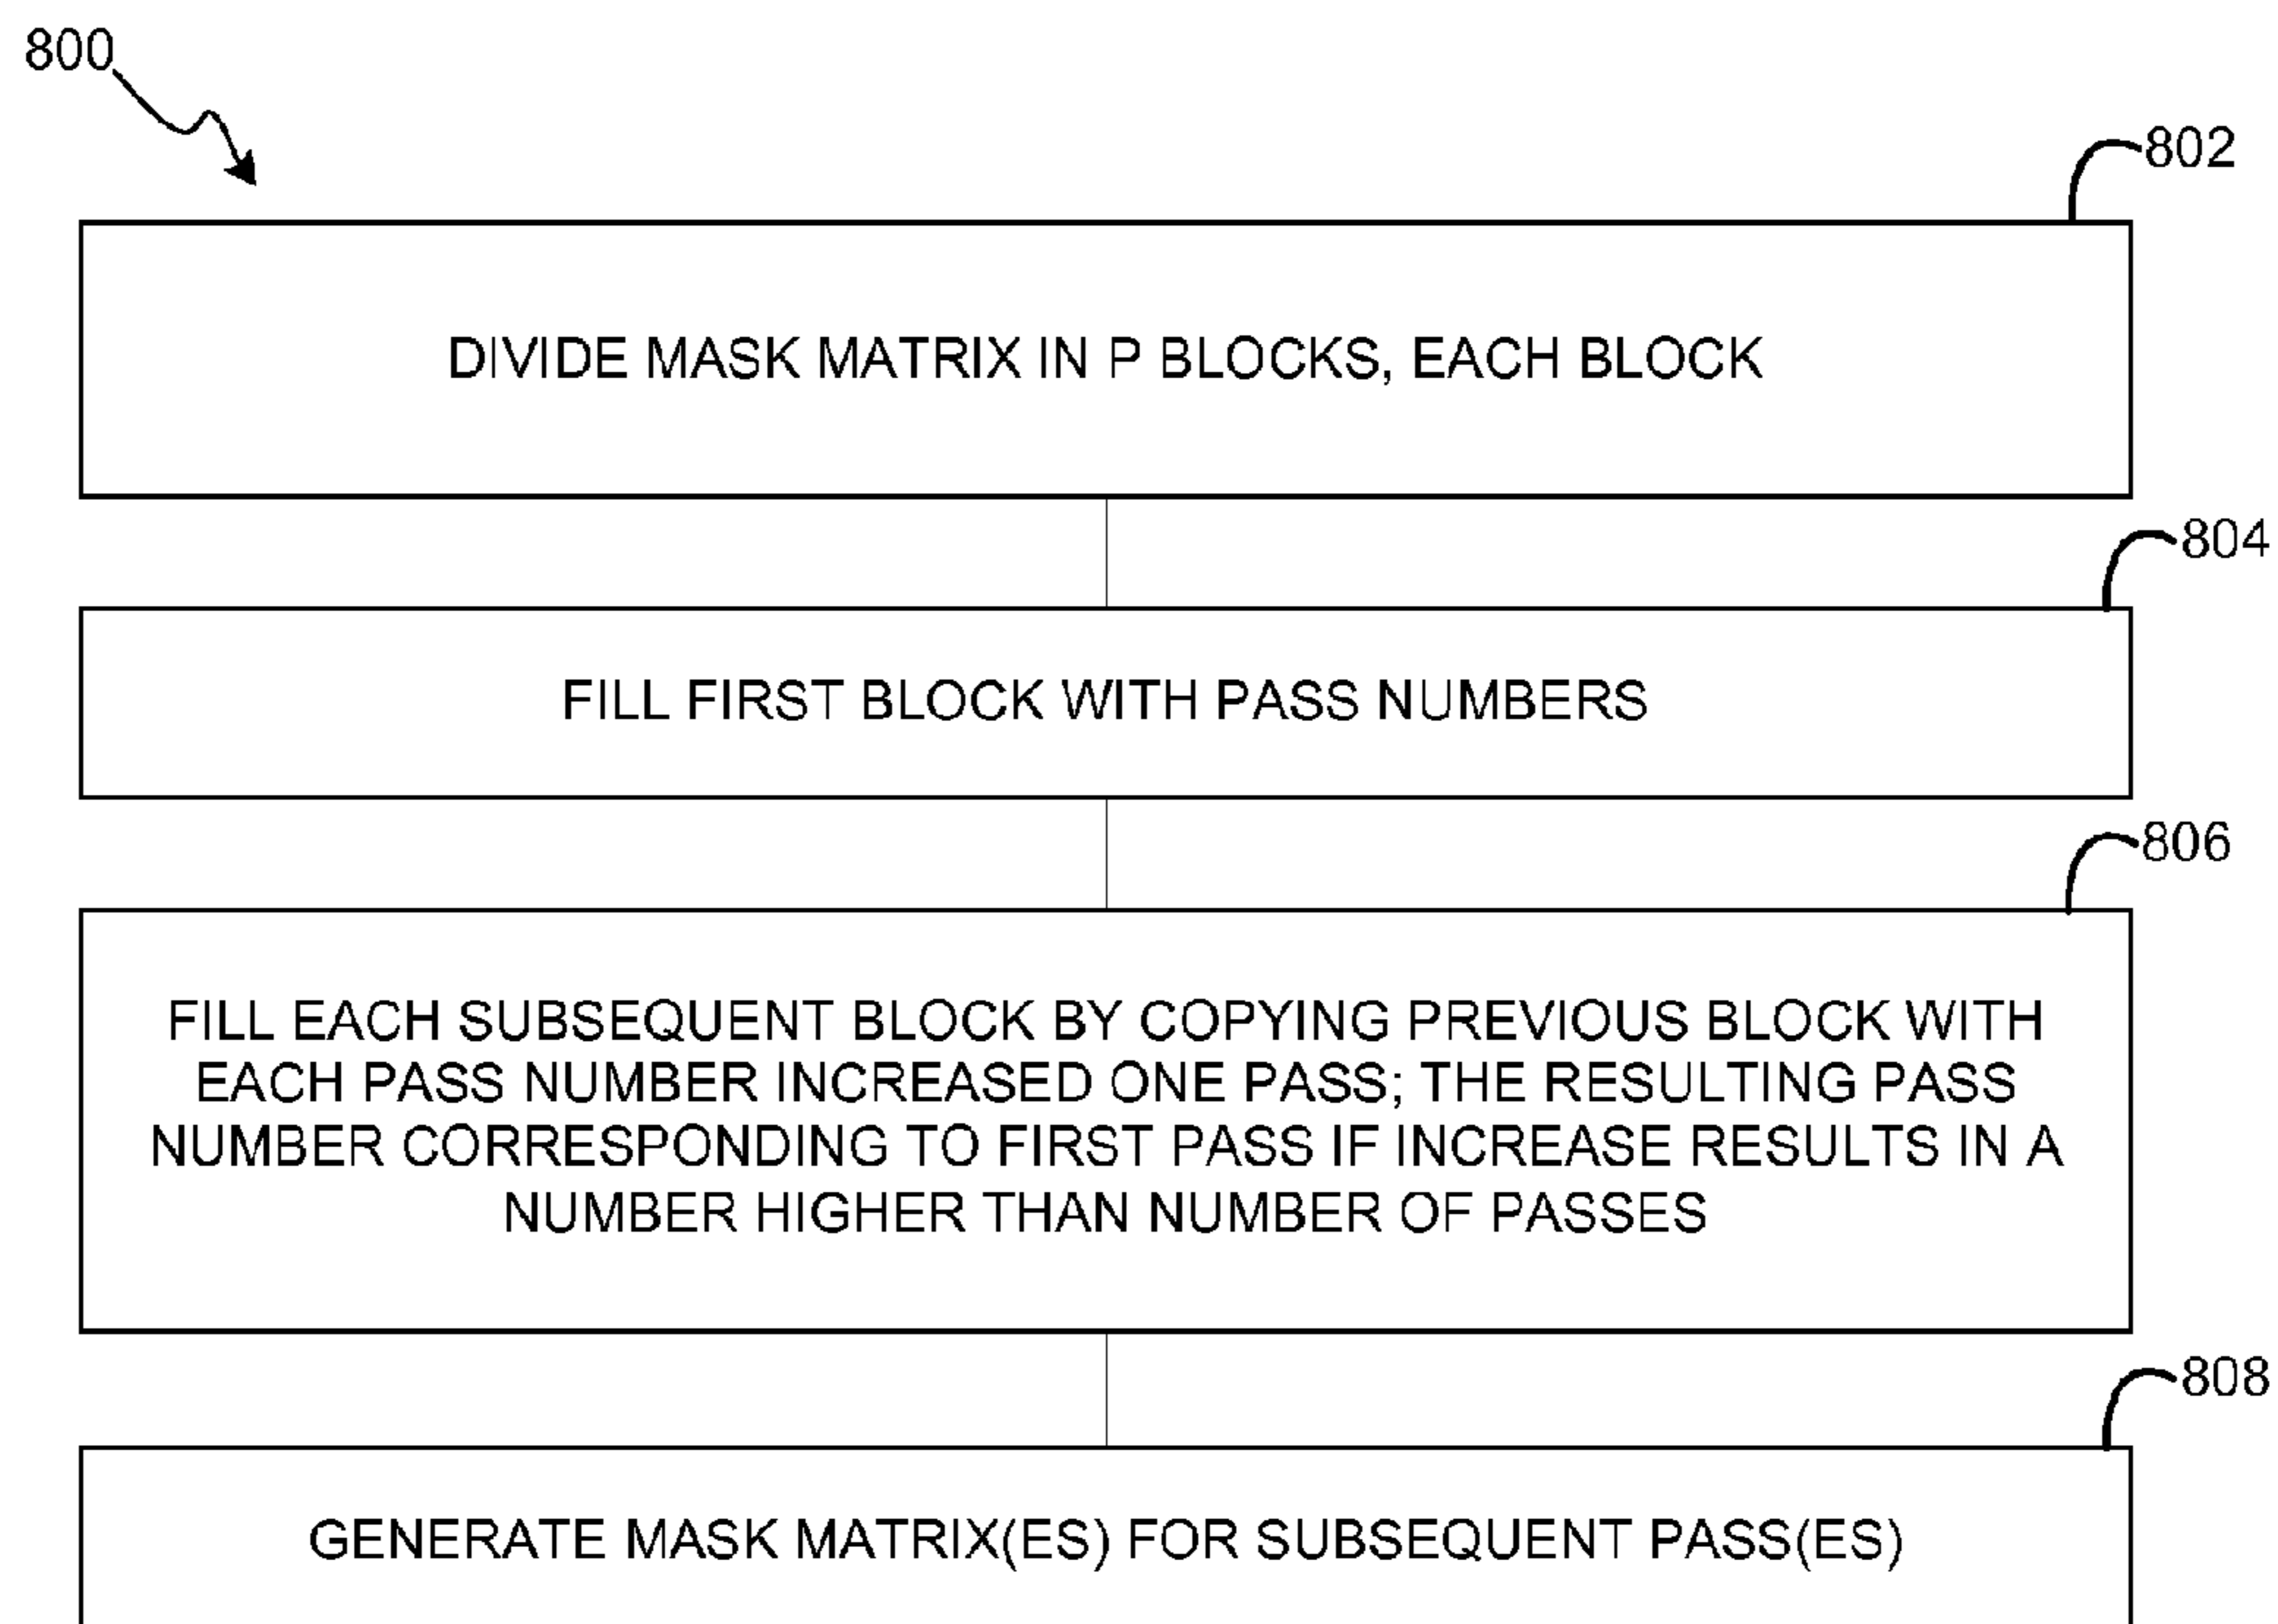 800
802
DIVIDE MASK MATRIX IN P BLOCKS, EACH BLOCK
804
FILL FIRST BLOCK WITH PASS NUMBERS
806
FILL EACH SUBSEQUENT BLOCK BY COPYING PREVIOUS BLOCK WITH
EACH PASS NUMBER INCREASED ONE PASS; THE RESULTING PASS
NUMBER CORRESPONDING TO FIRST PASS IF INCREASE RESULTS IN A
NUMBER HIGHER THAN NUMBER OF PASSES
808
GENERATE MASK MATRIX(ES) FOR SUBSEQUENT PASS(ES)